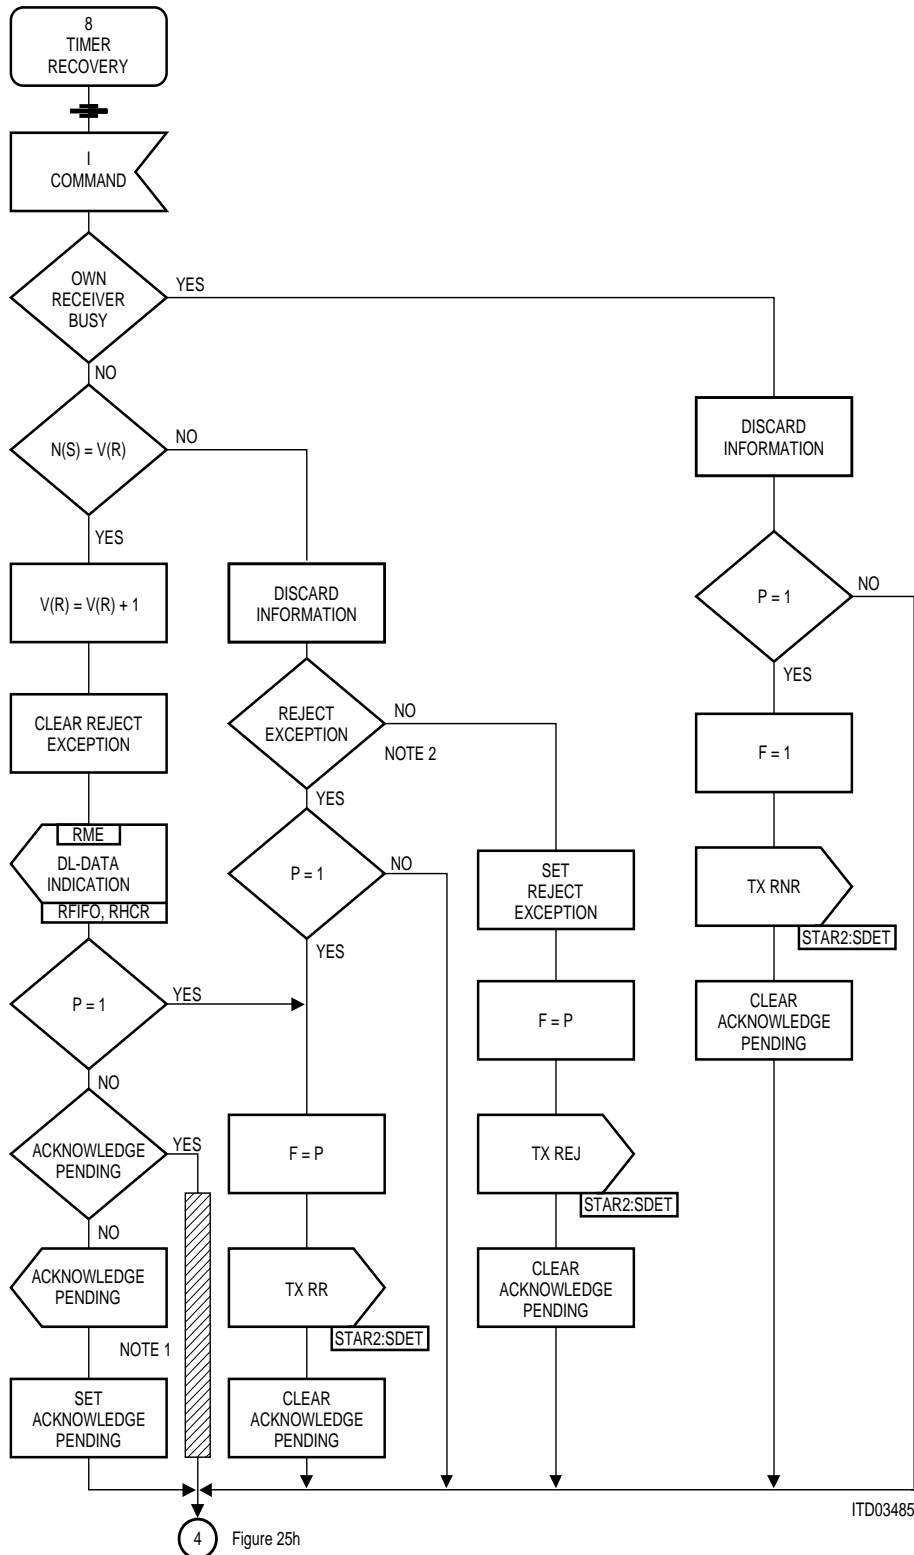 8
TIMER
RECOVERY
I
COMMAND
OWN
RECEIVER
BUSY
YES
NO
N(S) = V(R)
NO
YES
DISCARD
INFORMATION
P = 1
NO
YES
V(R) = V(R) + 1
DISCARD
INFORMATION
CLEAR REJECT
EXCEPTION
REJECT
EXCEPTION
NO
NOTE 2
YES
F = 1
RME
DL-DATA
INDICATION
RFIFO, RHCR
P = 1
NO
YES
SET
REJECT
EXCEPTION
TX RNR
STAR2:SDET
P = 1
YES
NO
F = P
CLEAR
ACKNOWLEDGE
PENDING
ACKNOWLEDGE
PENDING
YES
NO
F = P
TX REJ
STAR2:SDET
ACKNOWLEDGE
PENDING
NOTE 1
TX RR
STAR2:SDET
CLEAR
ACKNOWLEDGE
PENDING
SET
ACKNOWLEDGE
PENDING
CLEAR
ACKNOWLEDGE
PENDING
ITD03485
4
Figure 25h